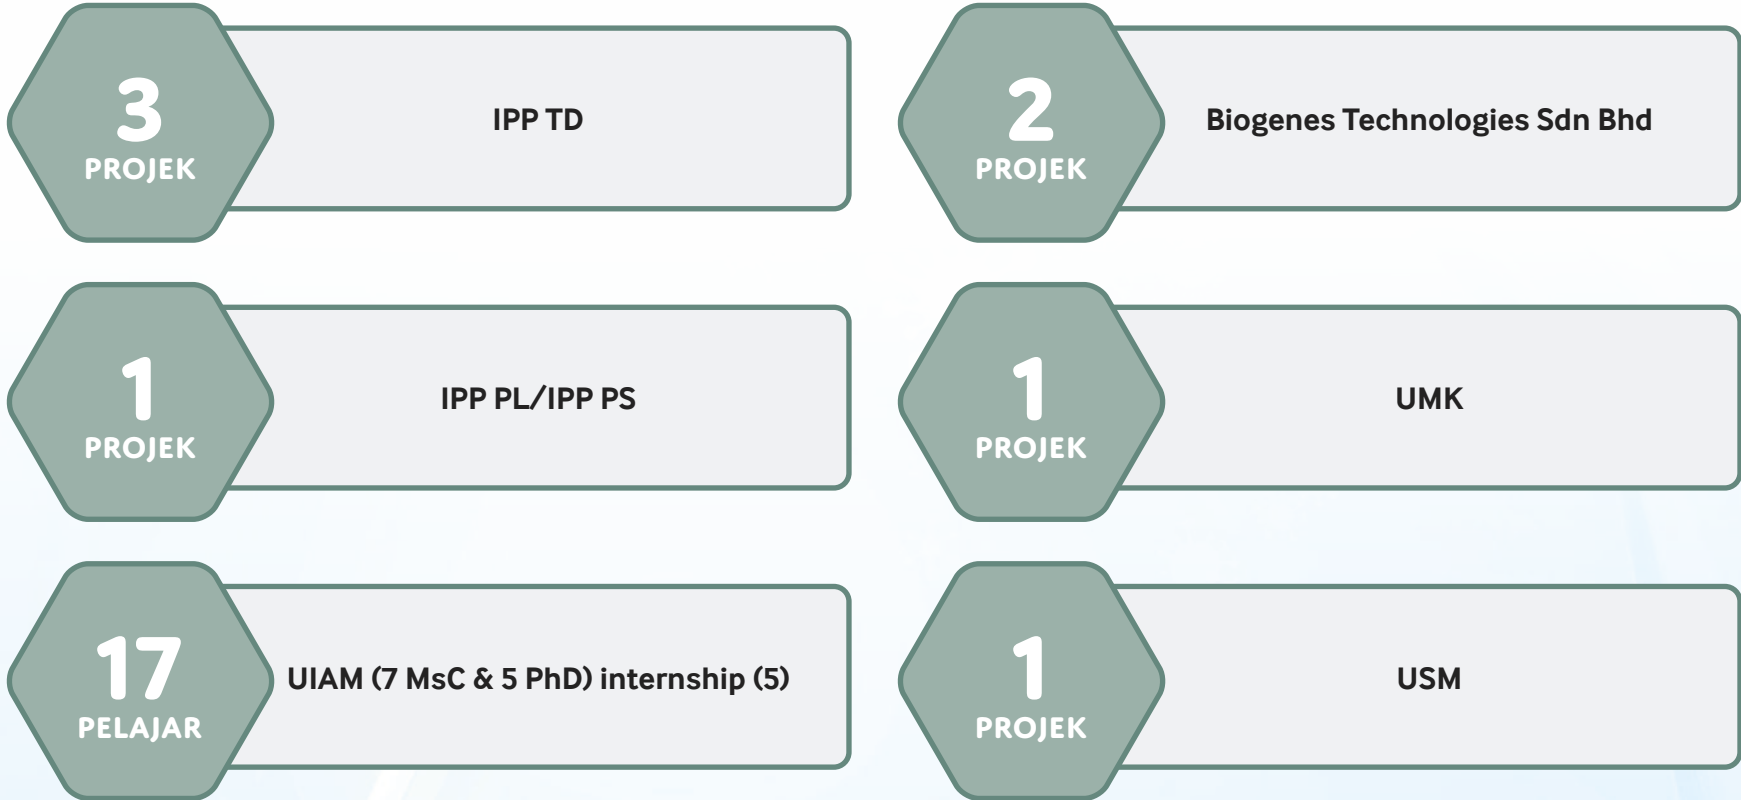 3
PROJEK
IPP TD
2
PROJEK
Biogenes Technologies Sdn Bhd
1
PROJEK
IPP PL/IPP PS
1
PROJEK
UMK
17
PELAJAR
UIAM (7 MsC & 5 PhD) internship (5)
1
PROJEK
USM